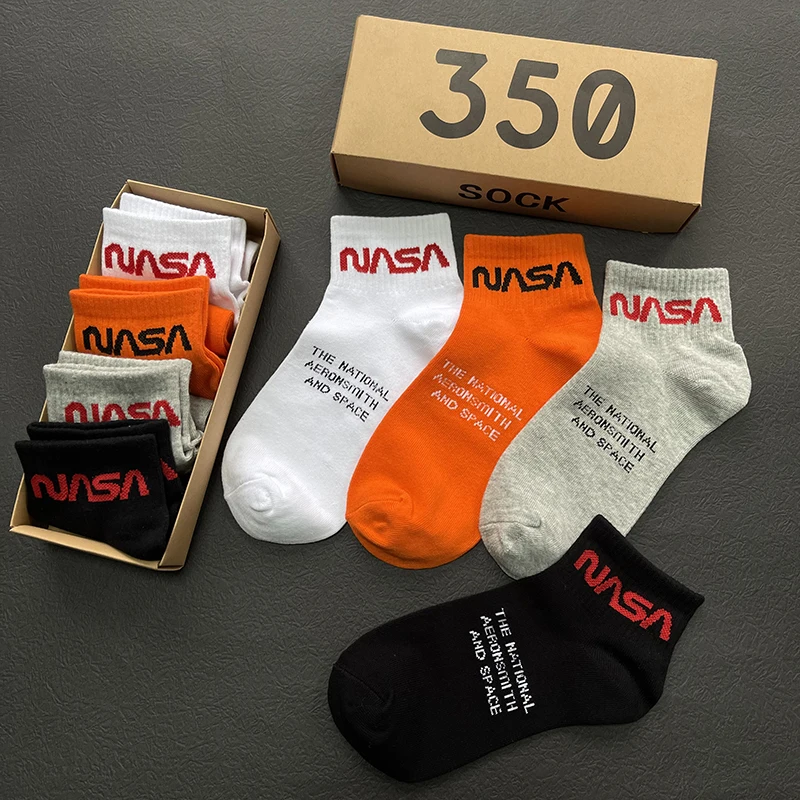 350
SOCK
NASA
NASA
NASA
NASA
NASA
THE NATIONAL
AERONSMITH
AND SPACE
NASA
THE NATIONAL
AERONSMITH
AND SPACE
NASA
THE NATIONAL
AERONSMITH
AND SPACE
NASA
THE NATIONAL
AERONSMITH
AND SPACE